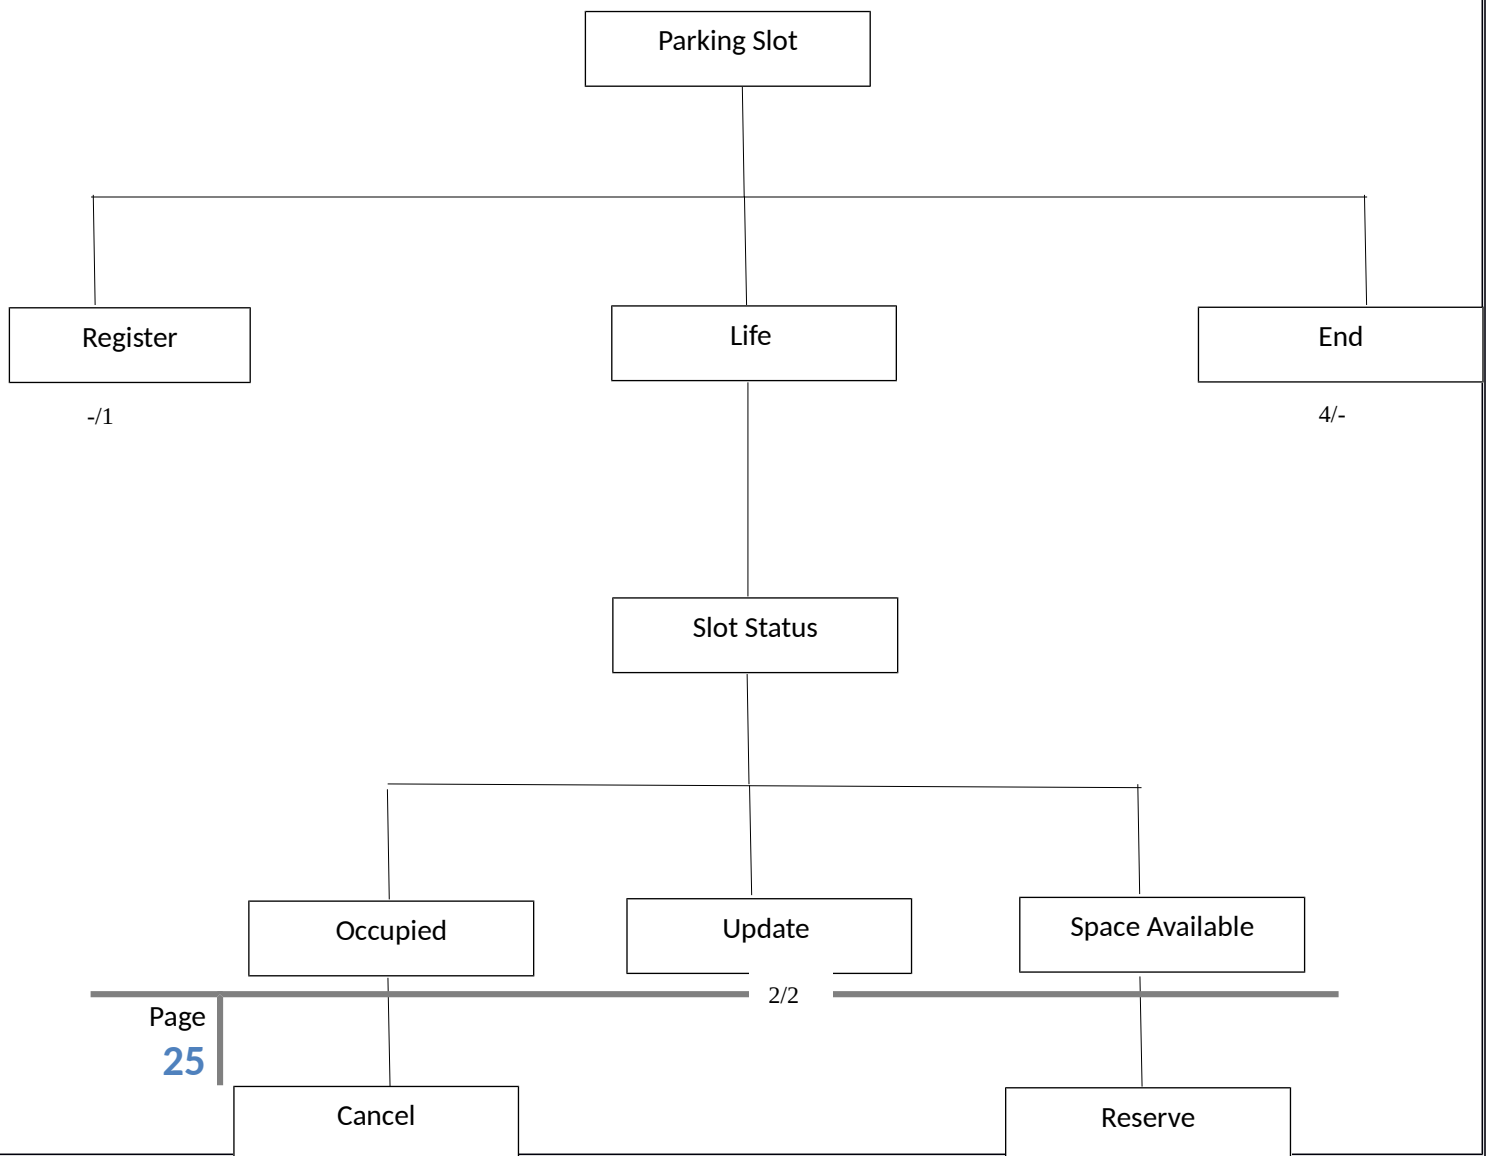 Parking Slot
Register
Life
End
-/1
4/-
Slot Status
Occupied
Update
Space Available
2/2
Page
25
Cancel
Reserve